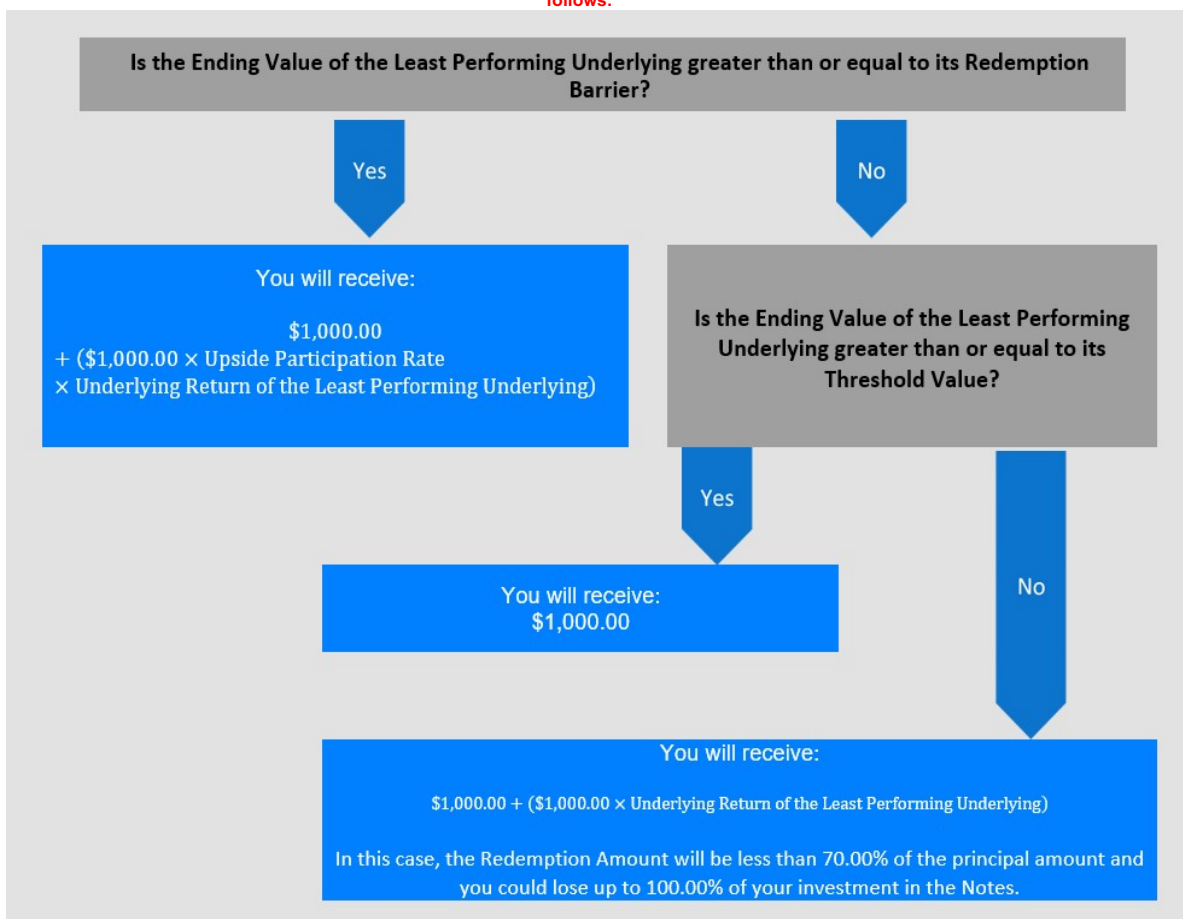 follows:
Is the Ending Value of the Least Performing Underlying greater than or equal to its Redemption
Barrier?
Yes
No
You will receive:
$1,000.00
+ ($1,000.00 × Upside Participation Rate
× Underlying Return of the Least Performing Underlying)
Is the Ending Value of the Least Performing
Underlying greater than or equal to its
Threshold Value?
Yes
No
You will receive:
$1,000.00
You will receive:
$1,000.00 + ($1,000.00 × Underlying Return of the Least Performing Underlying)
In this case, the Redemption Amount will be less than 70.00% of the principal amount and
you could lose up to 100.00% of your investment in the Notes.